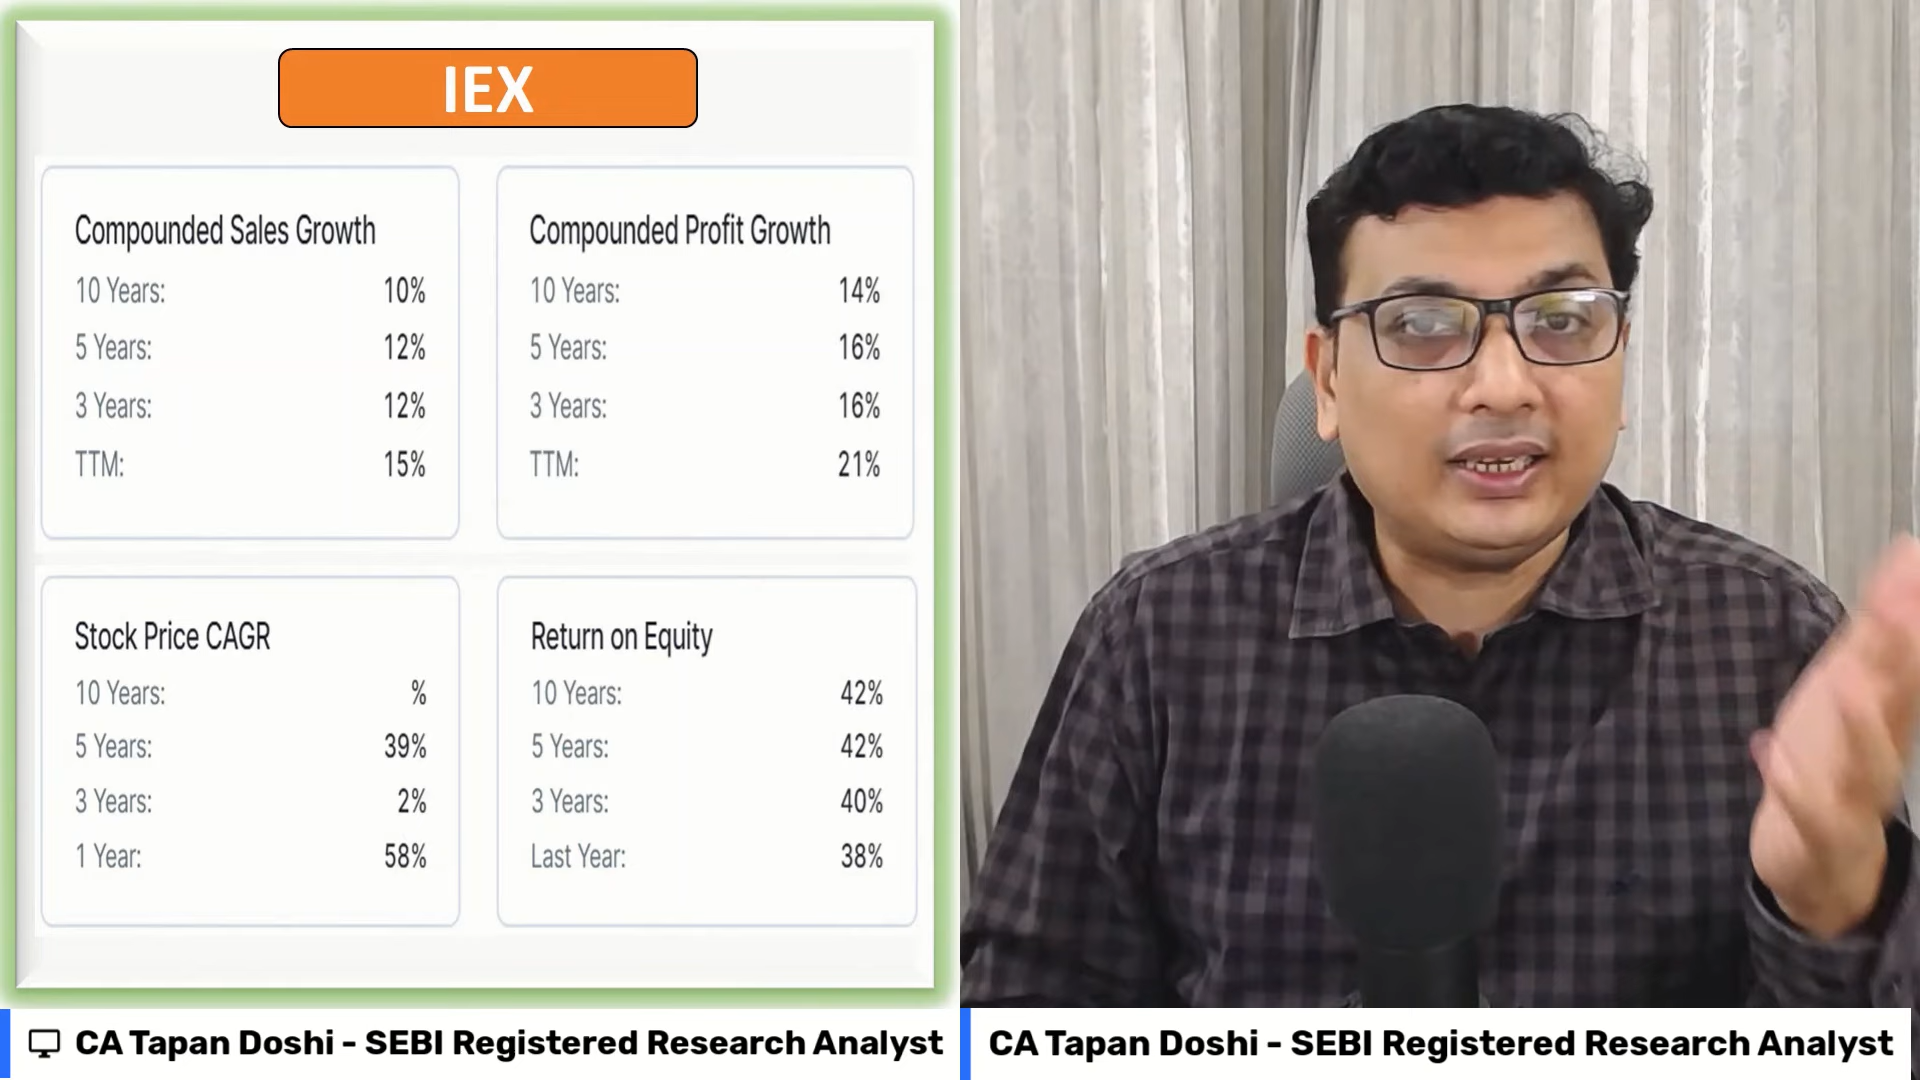 IEX
Compounded Sales Growth
10 Years: 10%
5 Years: 12%
3 Years: 12%
TTM: 15%
Compounded Profit Growth
10 Years: 14%
5 Years: 16%
3 Years: 16%
TTM: 21%
Stock Price CAGR
10 Years: %
5 Years: 39%
3 Years: 2%
1 Year: 58%
Return on Equity
10 Years: 42%
5 Years: 42%
3 Years: 40%
Last Year: 38%
CA Tapan Doshi - SEBI Registered Research Analyst
CA Tapan Doshi - SEBI Registered Research Analyst